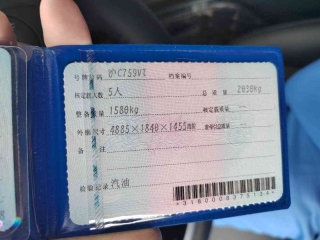 号牌号码 沪C759V1 档案编号
核定载人数 5人 总质量 2030kg
整备质量 1580kg 核定载质量 --
外廓尺寸 4885×1840×1455mm 准牵引总质量 --
备注
检验记录 汽油